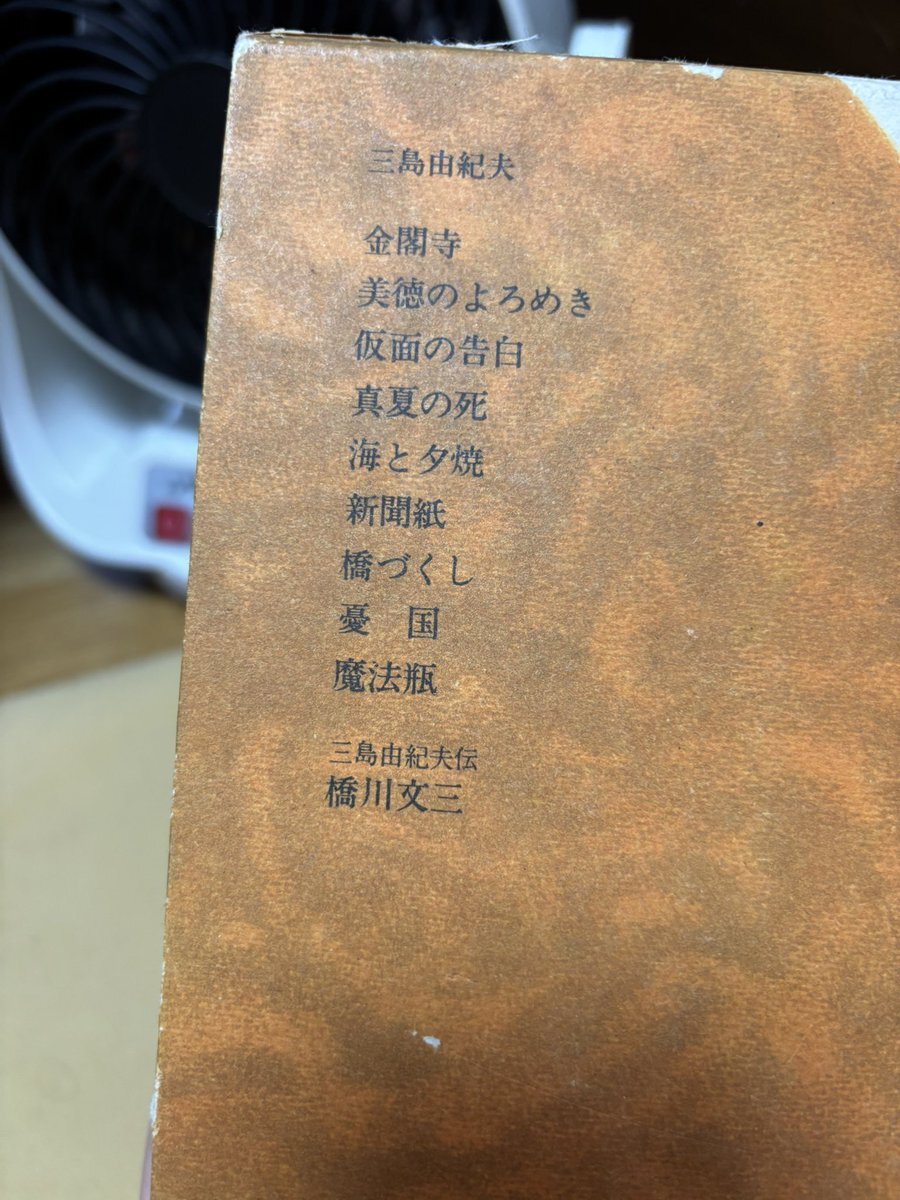 三島由紀夫
金閣寺
美徳のよろめき
仮面の告白
真夏の死
海と夕焼
新聞紙
橋づくし
憂　国
魔法瓶
三島由紀夫伝
橋川文三